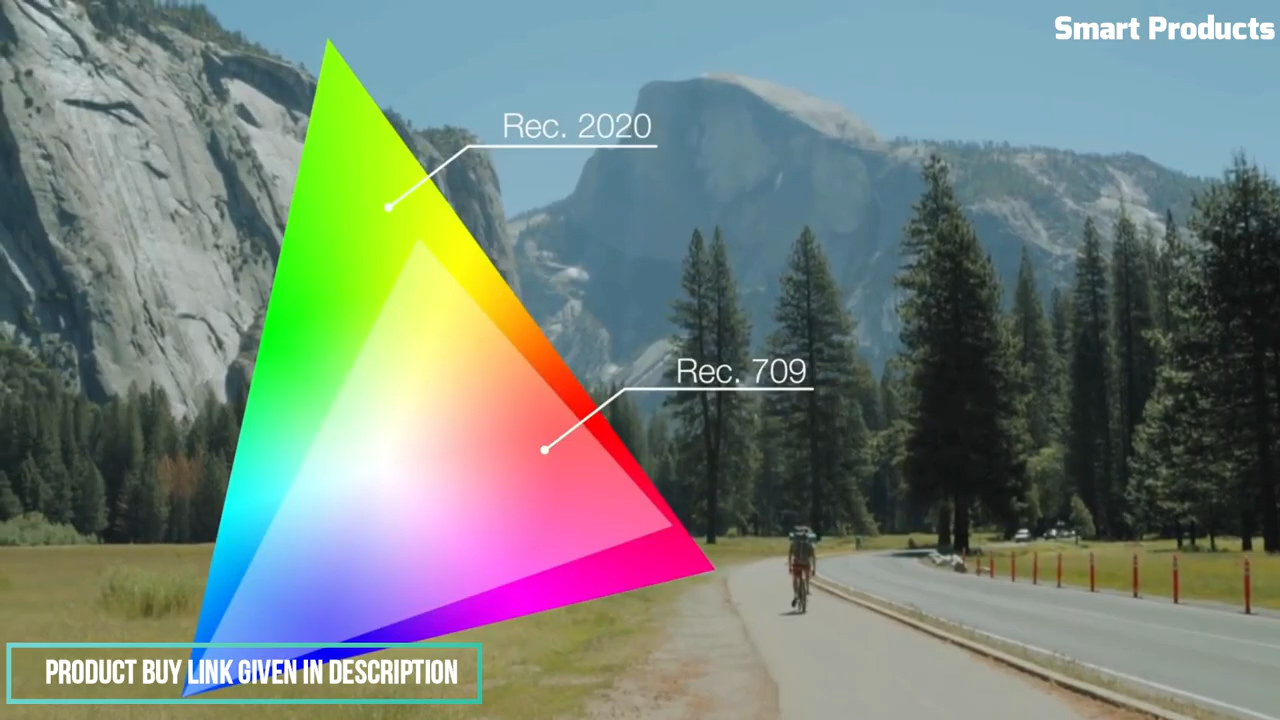 Smart Products
Rec. 2020
Rec. 709
PRODUCT BUY LINK GIVEN IN DESCRIPTION